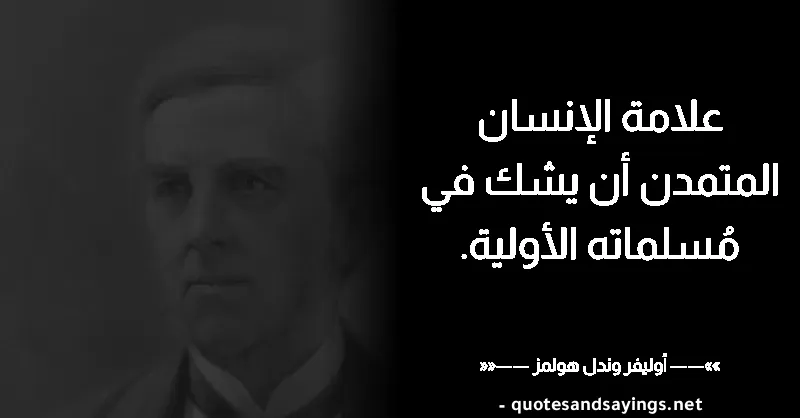 علامة الإنسان
المتمدن أن يشك في
مُسلماته الأولية.
»»—— أوليفر وندل هولمز ——««
- quotesandsayings.net